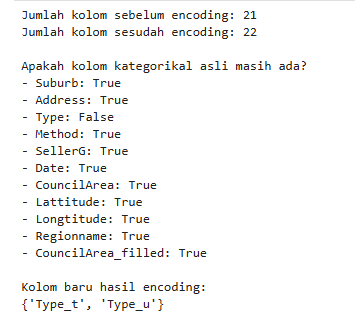 Jumlah kolom sebelum encoding: 21
Jumlah kolom sesudah encoding: 22
Apakah kolom kategorikal asli masih ada?
- Suburb: True
- Address: True
- Type: False
- Method: True
- SellerG: True
- Date: True
- CouncilArea: True
- Lattitude: True
- Longtitude: True
- Regionname: True
- CouncilArea_filled: True
Kolom baru hasil encoding:
{'Type_t', 'Type_u'}